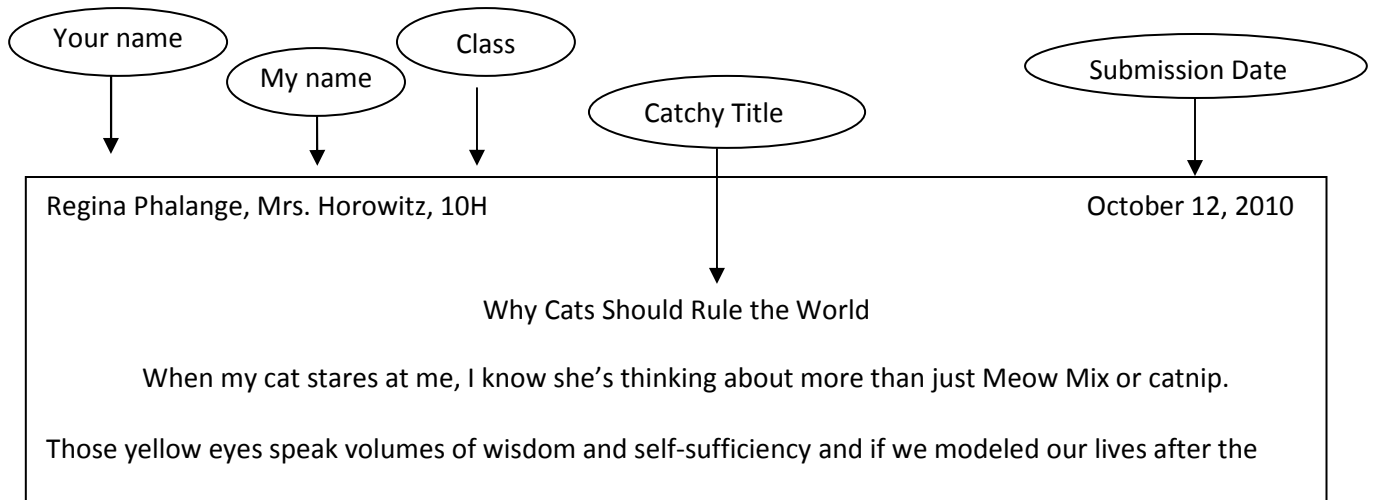 Your name
Class
My name
Submission Date
Catchy Title
Regina Phalange, Mrs. Horowitz, 10H October 12, 2010
Why Cats Should Rule the World
When my cat stares at me, I know she’s thinking about more than just Meow Mix or catnip.
Those yellow eyes speak volumes of wisdom and self-sufficiency and if we modeled our lives after the